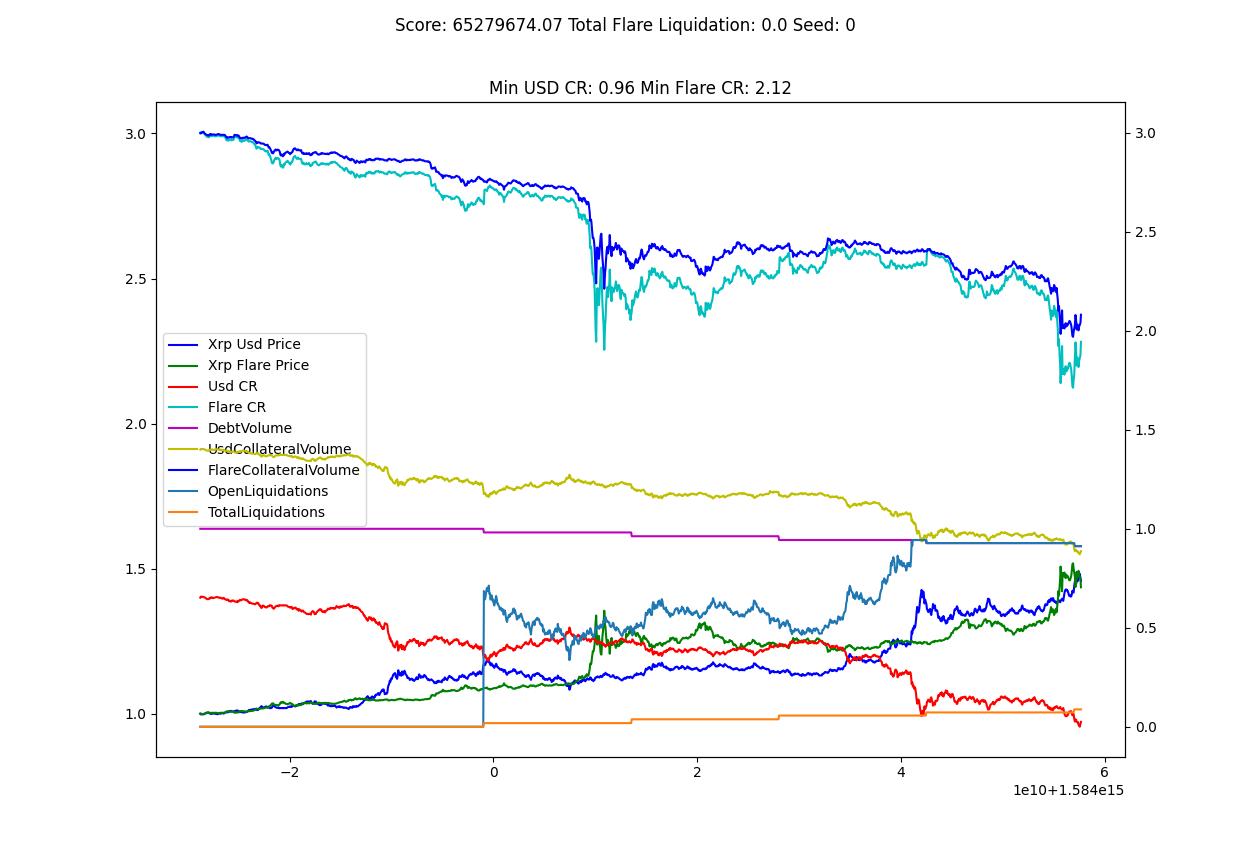 Score: 65279674.07 Total Flare Liquidation: 0.0 Seed: 0
Min USD CR: 0.96 Min Flare CR: 2.12
3.0
2.5
2.0
1.5
1.0
3.0
2.5
2.0
1.5
1.0
0.5
0.0
Xrp Usd Price
Xrp Flare Price
Usd CR
Flare CR
DebtVolume
UsdCollateralVolume
FlareCollateralVolume
OpenLiquidations
TotalLiquidations
−2 0 2 4 6
1e10+1.584e15